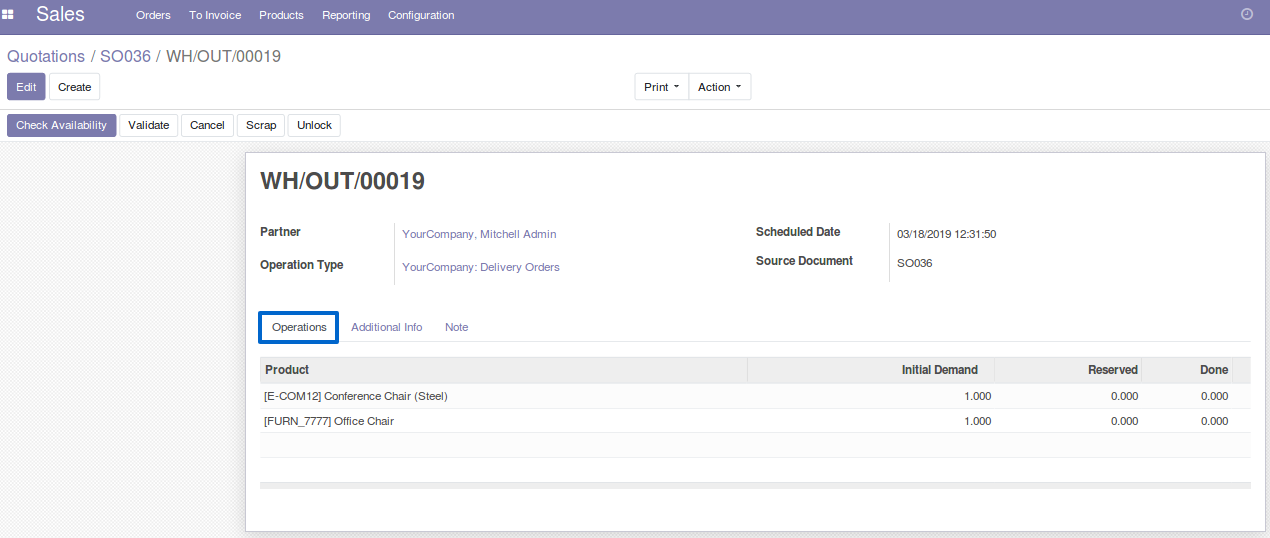 Sales Orders To Invoice Products Reporting Configuration
Quotations / SO036 / WH/OUT/00019
Edit Create Print Action
Check Availability Validate Cancel Scrap Unlock
WH/OUT/00019
Partner YourCompany, Mitchell Admin Scheduled Date 03/18/2019 12:31:50
Operation Type YourCompany: Delivery Orders Source Document SO036
Operations Additional Info Note
Product Initial Demand Reserved Done
[E-COM12] Conference Chair (Steel) 1.000 0.000 0.000
[FURN_7777] Office Chair 1.000 0.000 0.000